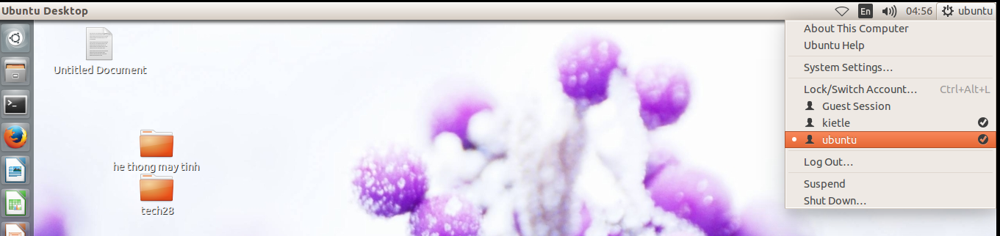 Ubuntu Desktop
En
04:56
ubuntu
About This Computer
Ubuntu Help
System Settings…
Lock/Switch Account… Ctrl+Alt+L
Guest Session
kietle
ubuntu
Log Out…
Suspend
Shut Down…
Untitled Document
he thong may tinh
tech28